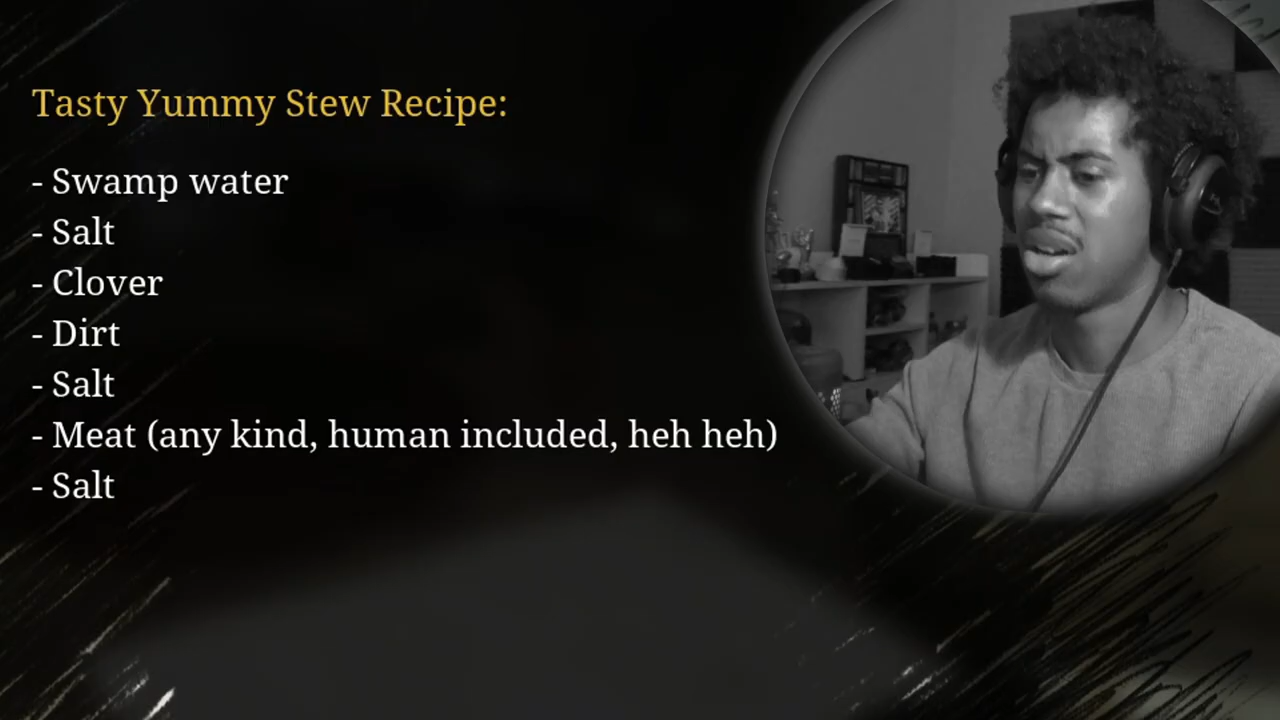 Tasty Yummy Stew Recipe:
- Swamp water
- Salt
- Clover
- Dirt
- Salt
- Meat (any kind, human included, heh heh)
- Salt